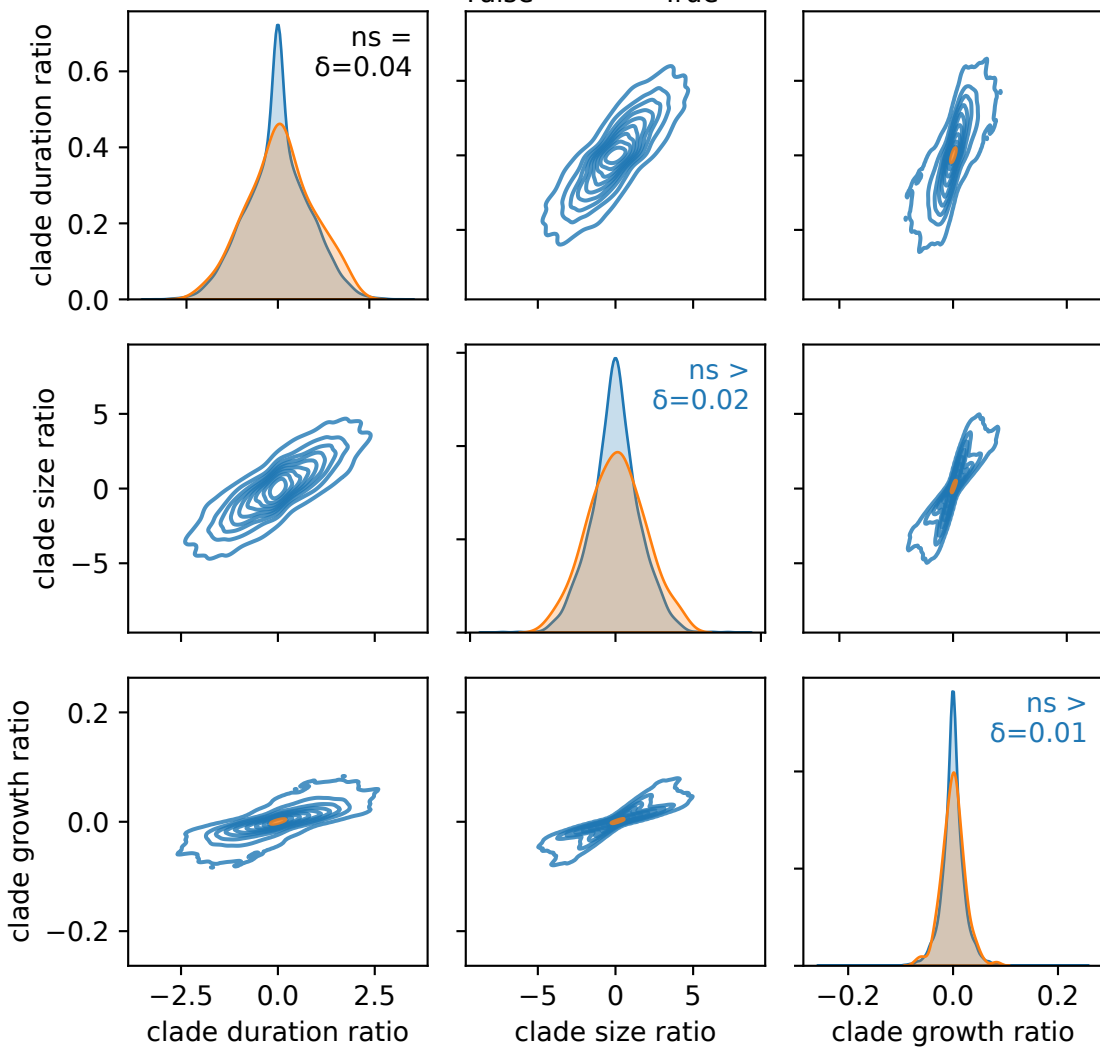 clade duration ratio
0.6
0.4
0.2
0.0
ns =
δ=0.04
clade size ratio
5
0
−5
ns >
δ=0.02
clade growth ratio
0.2
0.0
−0.2
ns >
δ=0.01
−2.5 0.0 2.5
−5 0 5
−0.2 0.0 0.2
clade duration ratio
clade size ratio
clade growth ratio